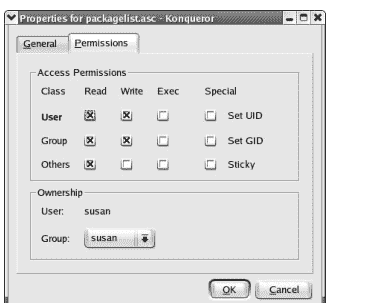 Properties for packagelist.asc - Konqueror
General Permissions
Access Permissions
Class Read Write Exec Special
User Set UID
Group Set GID
Others Sticky
Ownership
User: susan
Group: susan
OK Cancel